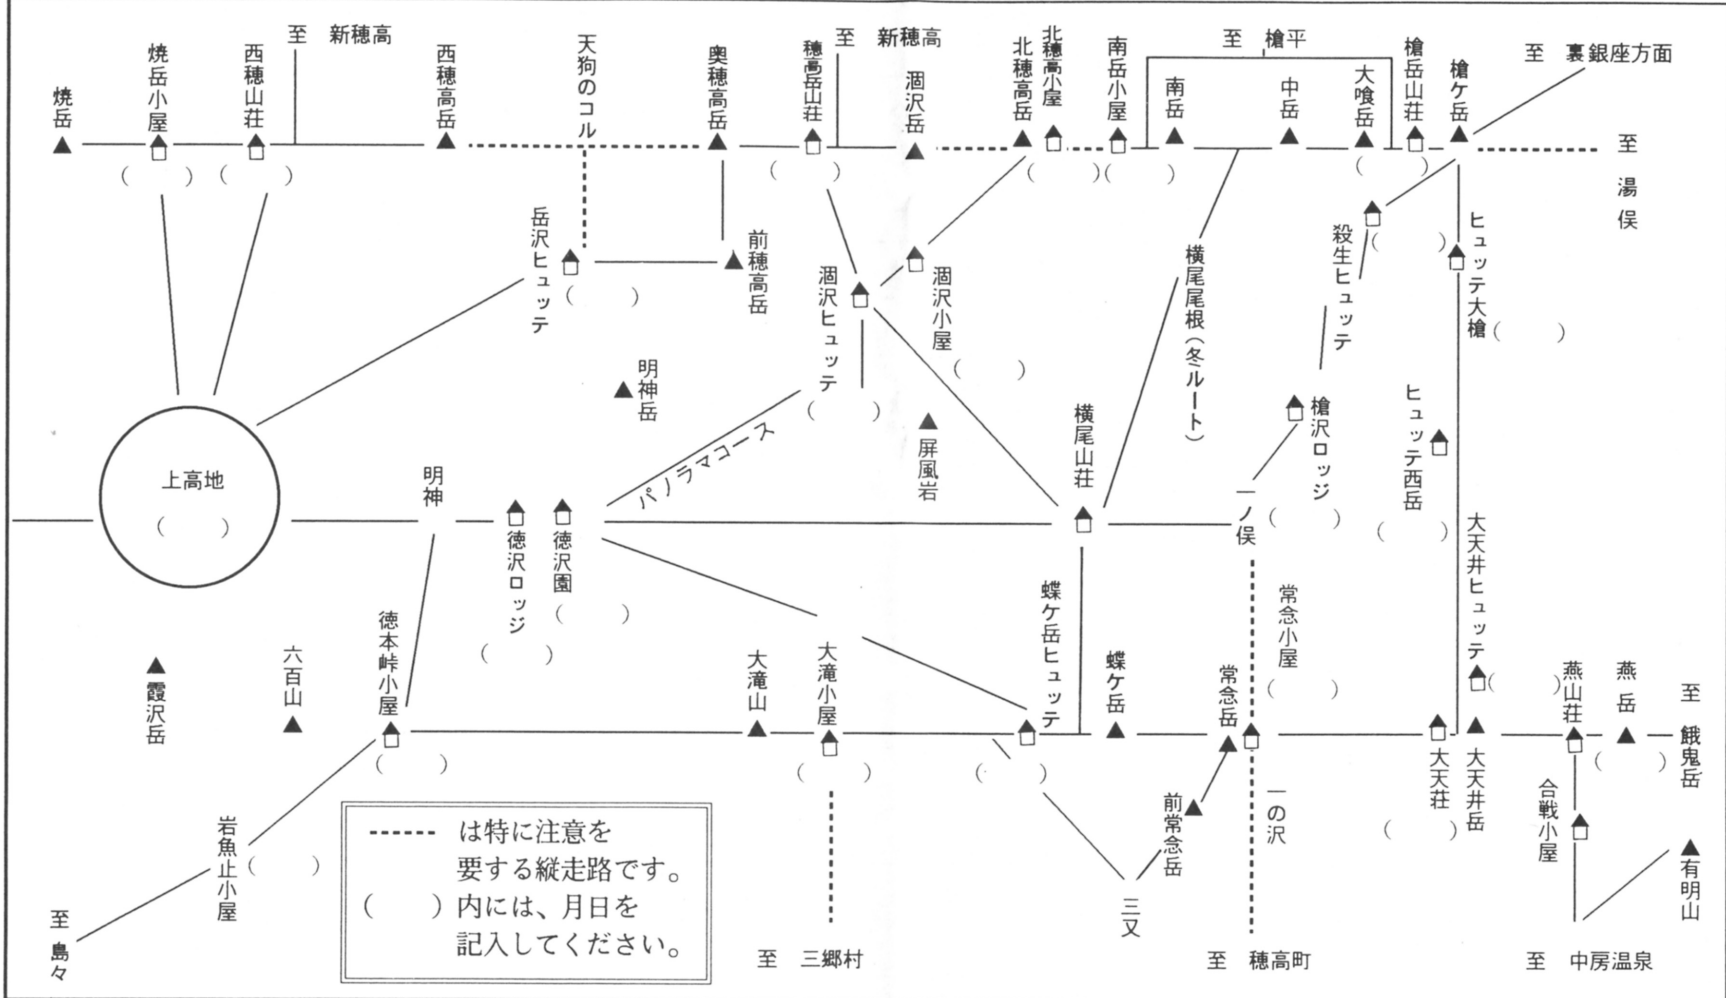 至 新穂高
至 新穂高
至 槍平
至 裏銀座方面
焼岳
焼岳小屋
( )
西穂山荘
( )
西穂高岳
天狗のコル
奥穂高岳
穂高岳山荘
( )
涸沢岳
北穂高岳
北穂高小屋
( )
南岳小屋
( )
南岳
中岳
大喰岳
槍岳山荘
( )
槍ケ岳
至 湯俣
岳沢ヒュッテ
( )
前穂高岳
明神岳
涸沢ヒュッテ
( )
涸沢小屋
( )
屏風岩
パノラマコース
横尾尾根(冬ルート)
殺生ヒュッテ
( )
ヒュッテ大槍
( )
槍沢ロッジ
( )
ヒュッテ西岳
( )
上高地
( )
明神
徳沢ロッジ
( )
徳沢園
( )
横尾山荘
一ノ俣
大天井ヒュッテ
( )
霞沢岳
六百山
徳本峠小屋
( )
大滝山
大滝小屋
( )
蝶ケ岳ヒュッテ
( )
蝶ケ岳
常念岳
常念小屋
( )
大天荘
( )
大天井岳
燕山荘
( )
燕岳
至 餓鬼岳
岩魚止小屋
( )
至 島々
前常念岳
一の沢
三又
合戦小屋
有明山
は特に注意を
要する縦走路です。
( )内には、月日を
記入してください。
至 三郷村
至 穂高町
至 中房温泉